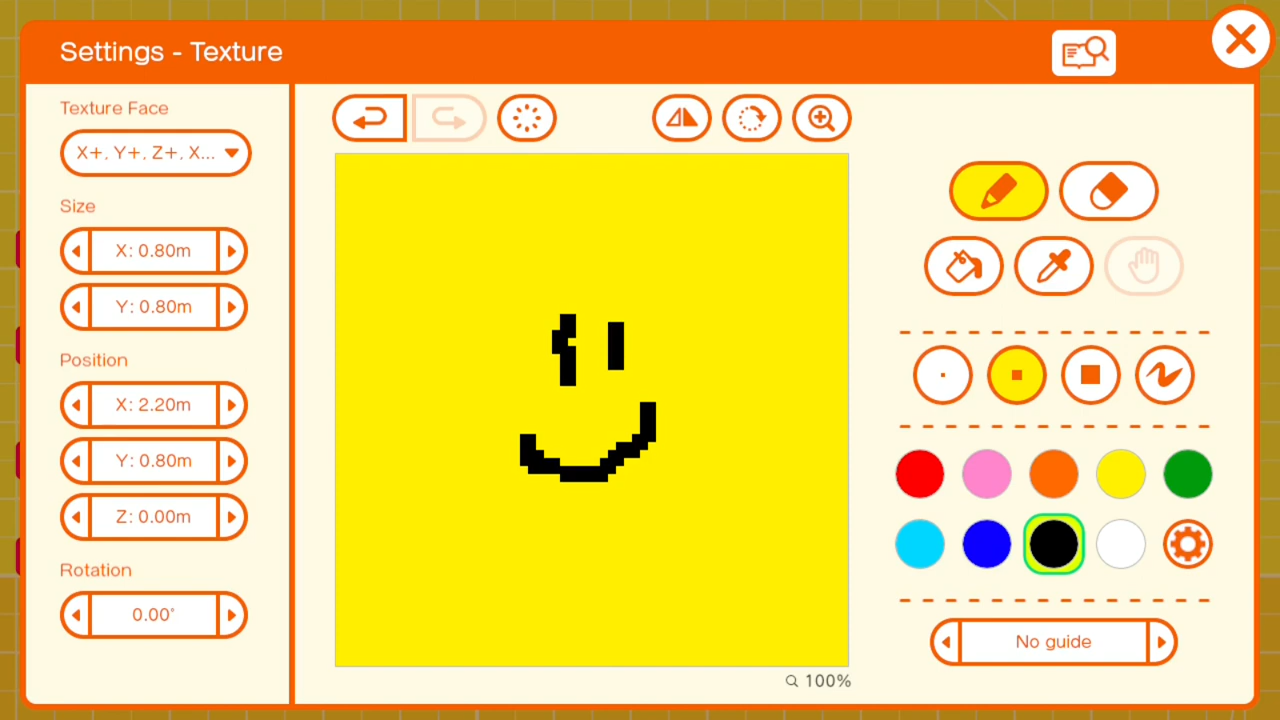 Settings - Texture
Texture Face
X+, Y+, Z+, X...
Size
X: 0.80m
Y: 0.80m
Position
X: 2.20m
Y: 0.80m
Z: 0.00m
Rotation
0.00°
100%
No guide